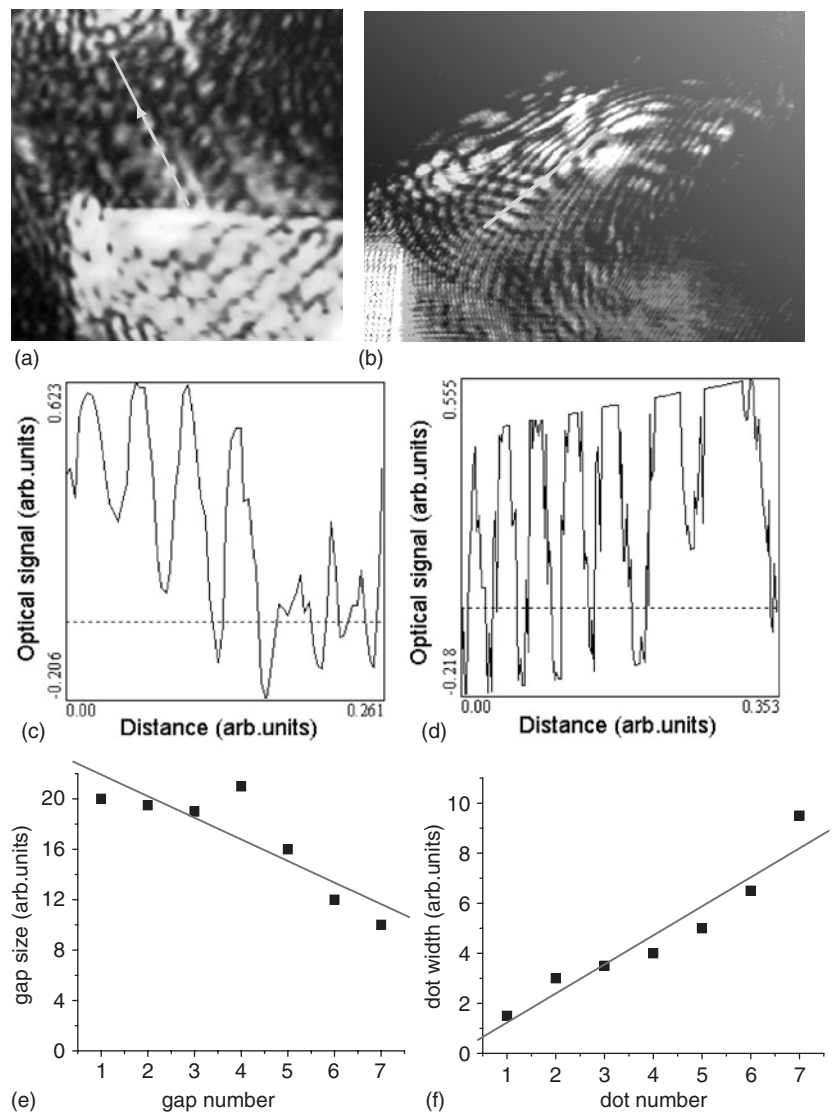 (a)
(b)
0.623
-0.206
Optical signal (arb.units)
0.00
0.261
Distance (arb.units)
(c)
0.555
-0.218
Optical signal (arb.units)
0.00
0.353
Distance (arb.units)
(d)
20
16
12
8
4
0
gap size (arb.units)
1 2 3 4 5 6 7
gap number
(e)
10
8
6
4
2
0
dot width (arb.units)
1 2 3 4 5 6 7
dot number
(f)